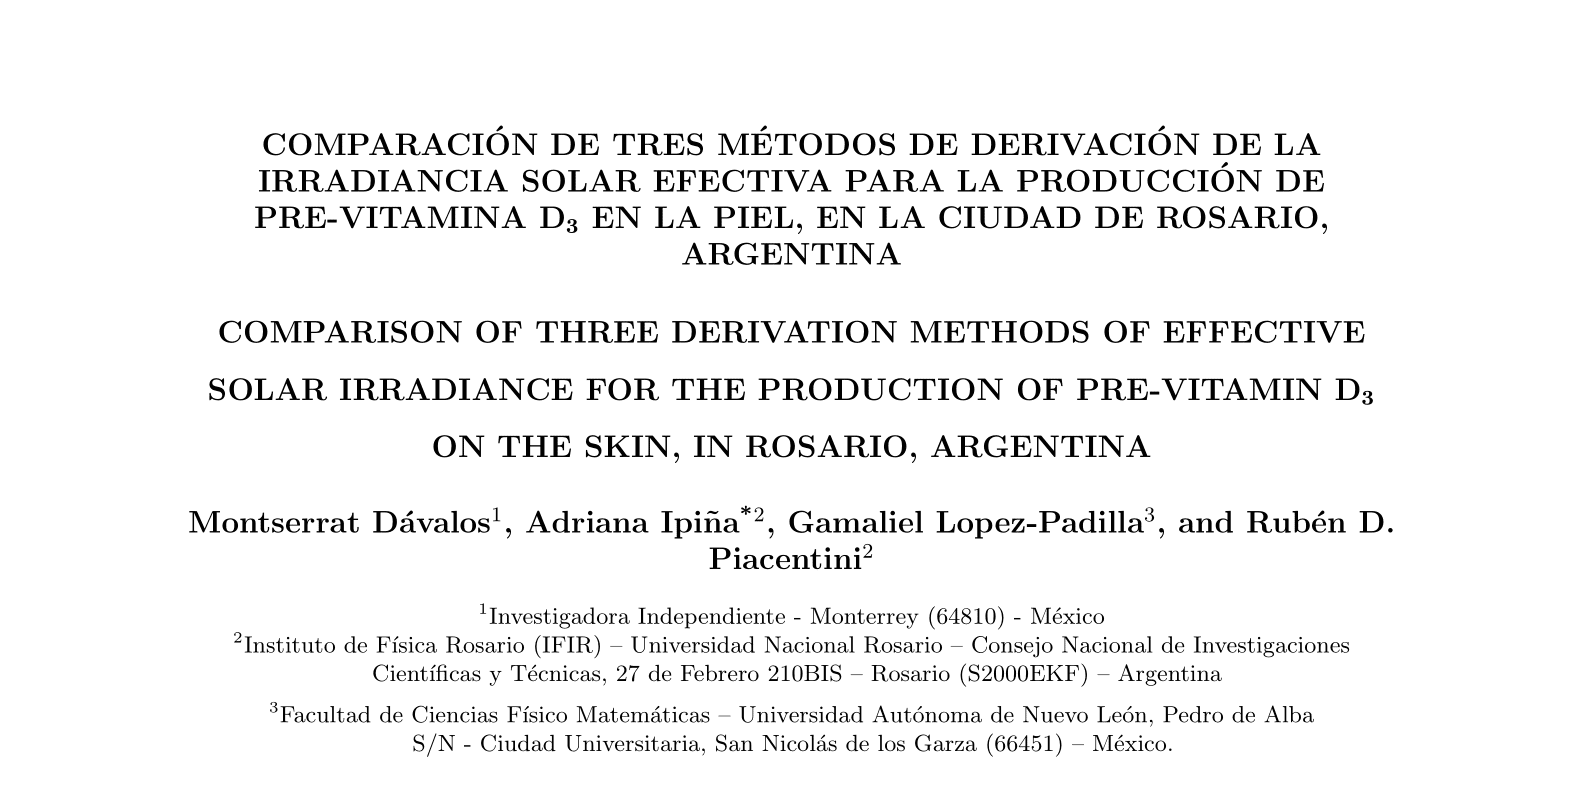 COMPARACIÓN DE TRES MÉTODOS DE DERIVACIÓN DE LA
IRRADIANCIA SOLAR EFECTIVA PARA LA PRODUCCIÓN DE
PRE-VITAMINA D₃ EN LA PIEL, EN LA CIUDAD DE ROSARIO,
ARGENTINA
COMPARISON OF THREE DERIVATION METHODS OF EFFECTIVE
SOLAR IRRADIANCE FOR THE PRODUCTION OF PRE-VITAMIN D₃
ON THE SKIN, IN ROSARIO, ARGENTINA
Montserrat Dávalos¹, Adriana Ipiña*², Gamaliel Lopez-Padilla³, and Rubén D.
Piacentini²
¹Investigadora Independiente - Monterrey (64810) - México
²Instituto de Física Rosario (IFIR) – Universidad Nacional Rosario – Consejo Nacional de Investigaciones
Científicas y Técnicas, 27 de Febrero 210BIS – Rosario (S2000EKF) – Argentina
³Facultad de Ciencias Físico Matemáticas – Universidad Autónoma de Nuevo León, Pedro de Alba
S/N - Ciudad Universitaria, San Nicolás de los Garza (66451) – México.